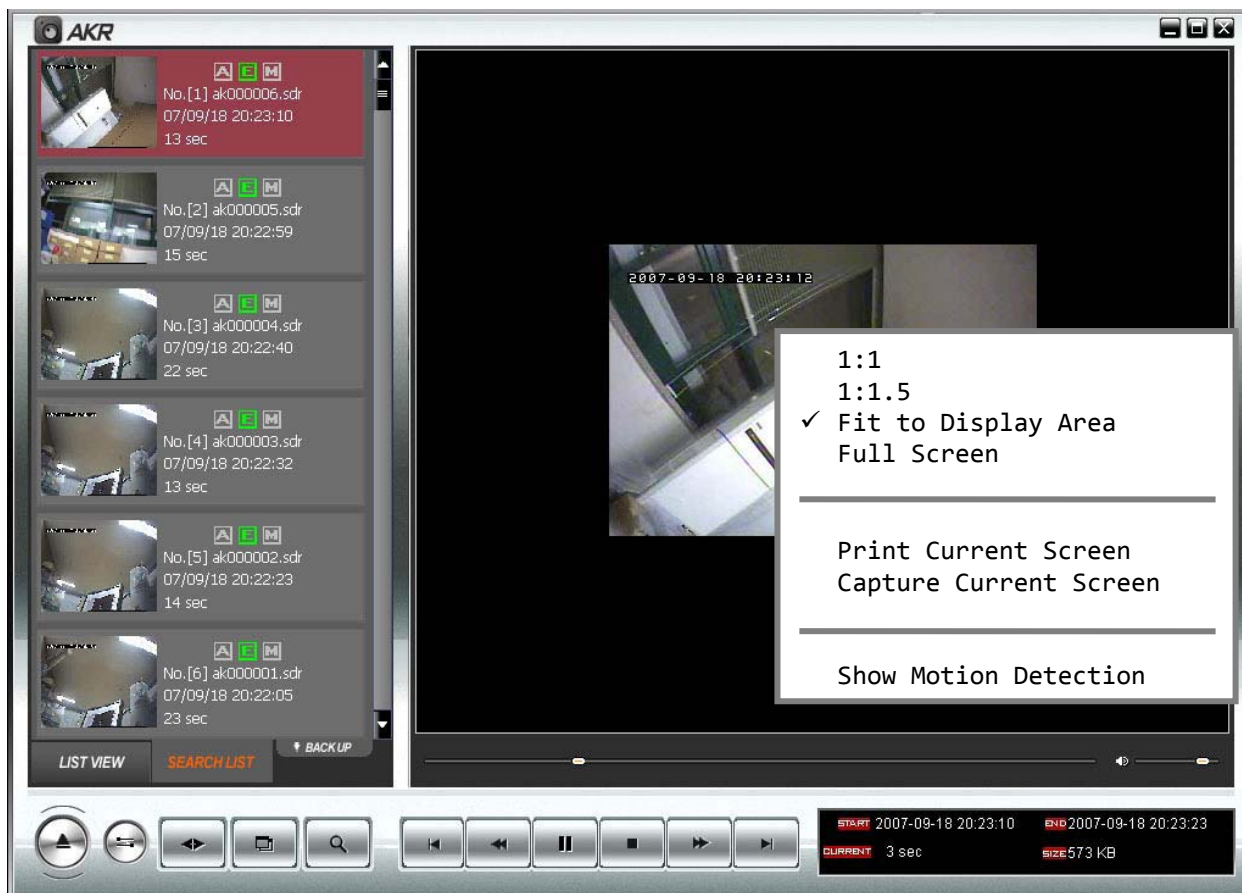 AKR
A E M
No.[1] ak000006.sdr
07/09/18 20:23:10
13 sec
A E M
No.[2] ak000005.sdr
07/09/18 20:22:59
15 sec
A E M
No.[3] ak000004.sdr
07/09/18 20:22:40
22 sec
A E M
No.[4] ak000003.sdr
07/09/18 20:22:32
13 sec
A E M
No.[5] ak000002.sdr
07/09/18 20:22:23
14 sec
A E M
No.[6] ak000001.sdr
07/09/18 20:22:05
23 sec
LIST VIEW
SEARCH LIST
BACKUP
2007-09-18 20:23:12
1:1
1:1.5
✓ Fit to Display Area
Full Screen
Print Current Screen
Capture Current Screen
Show Motion Detection
START 2007-09-18 20:23:10 END 2007-09-18 20:23:23
CURRENT 3 sec SIZE 573 KB